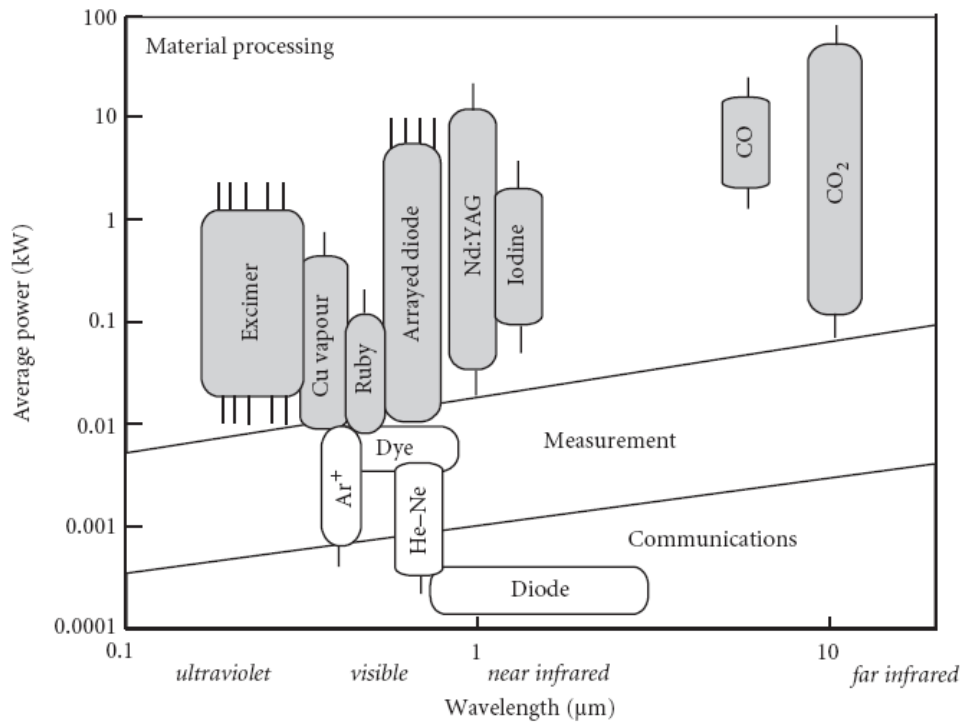 100
Material processing
10
1
0.1
0.01
0.001
0.0001
Average power (kW)
Excimer
Cu vapour
Ruby
Arrayed diode
Nd:YAG
Iodine
CO
CO₂
Dye
Ar⁺
He–Ne
Diode
Measurement
Communications
0.1
1
10
ultraviolet
visible
near infrared
far infrared
Wavelength (μm)